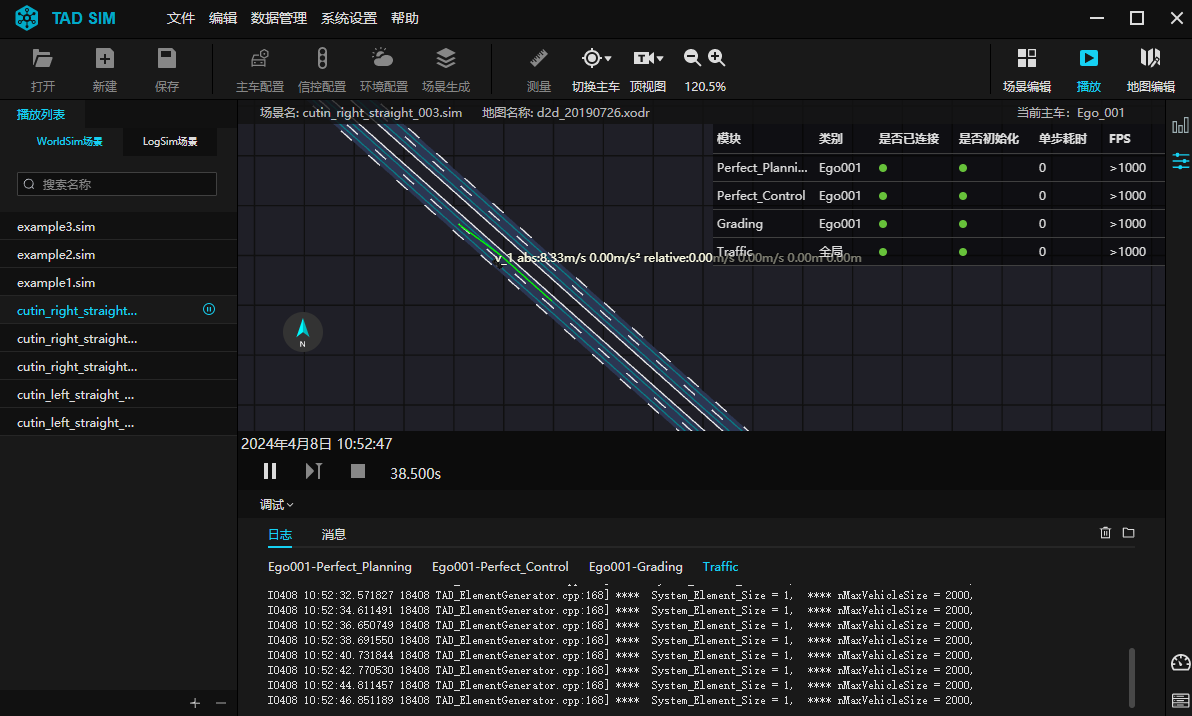 TAD SIM 文件 编辑 数据管理 系统设置 帮助
打开 新建 保存 主车配置 信控配置 环境配置 场景生成 测量 切换主车 顶视图 120.5% 场景编辑 播放 地图编辑
播放列表
WorldSim场景 LogSim场景
搜索名称
example3.sim
example2.sim
example1.sim
cutin_right_straight...
cutin_right_straight...
cutin_right_straight...
cutin_left_straight_...
cutin_left_straight_...
场景名: cutin_right_straight_003.sim 地图名称: d2d_20190726.xodr 当前主车: Ego_001
模块 类别 是否已连接 是否初始化 单步耗时 FPS
Perfect_Planni... Ego001 0 >1000
Perfect_Control Ego001 0 >1000
Grading Ego001 0 >1000
Traffic 全局 0 >1000
v_1 abs:8.33m/s 0.00m/s² relative:0.00m/s 0.00m/s 0.00m 0.00m
N
2024年4月8日 10:52:47
38.500s
调试
日志 消息
Ego001-Perfect_Planning Ego001-Perfect_Control Ego001-Grading Traffic
I0408 10:52:32.571827 18408 TAD_ElementGenerator.cpp:168] **** System_Element_Size = 1, **** nMaxVehicleSize = 2000,
I0408 10:52:34.611491 18408 TAD_ElementGenerator.cpp:168] **** System_Element_Size = 1, **** nMaxVehicleSize = 2000,
I0408 10:52:36.650749 18408 TAD_ElementGenerator.cpp:168] **** System_Element_Size = 1, **** nMaxVehicleSize = 2000,
I0408 10:52:38.691550 18408 TAD_ElementGenerator.cpp:168] **** System_Element_Size = 1, **** nMaxVehicleSize = 2000,
I0408 10:52:40.731844 18408 TAD_ElementGenerator.cpp:168] **** System_Element_Size = 1, **** nMaxVehicleSize = 2000,
I0408 10:52:42.770530 18408 TAD_ElementGenerator.cpp:168] **** System_Element_Size = 1, **** nMaxVehicleSize = 2000,
I0408 10:52:44.811457 18408 TAD_ElementGenerator.cpp:168] **** System_Element_Size = 1, **** nMaxVehicleSize = 2000,
I0408 10:52:46.851189 18408 TAD_ElementGenerator.cpp:168] **** System_Element_Size = 1, **** nMaxVehicleSize = 2000,